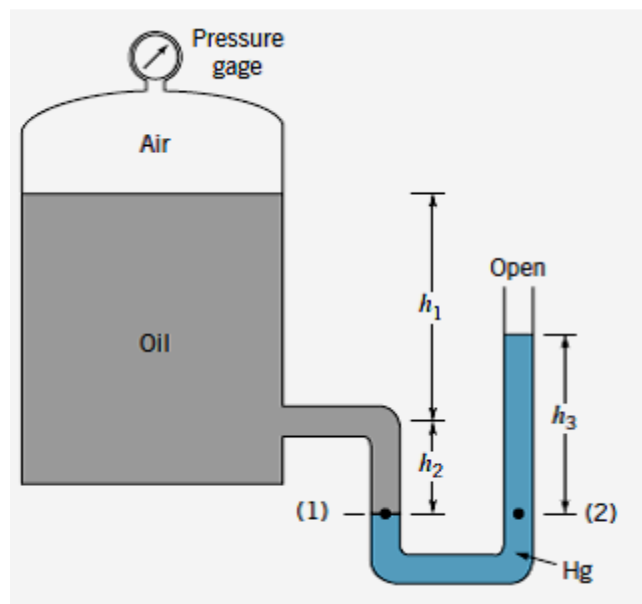 Pressure
gage
Air
Open
h₁
Oil
h₃
h₂
(1)
(2)
Hg